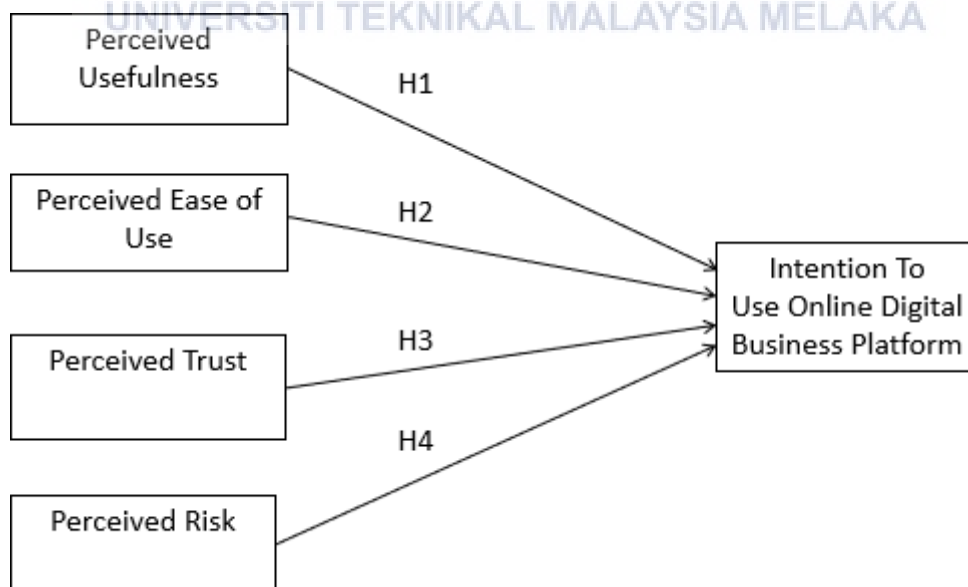 UNIVERSITI TEKNIKAL MALAYSIA MELAKA
Perceived
Usefulness
H1
Perceived Ease of
Use
H2
Intention To
Use Online Digital
Business Platform
Perceived Trust
H3
H4
Perceived Risk